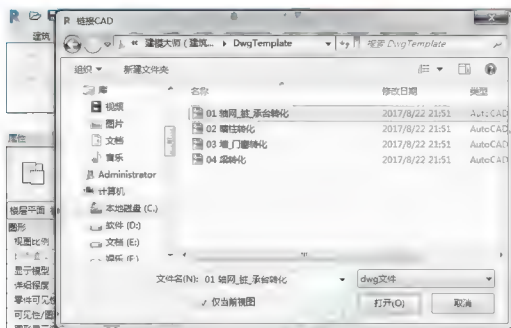 链接CAD
建筑
« 建模大师（建筑... ▸ DwgTemplate
搜索 DwgTemplate
组织 新建文件夹
库
视频
图片
文档
音乐
Administrator
计算机
本地磁盘 (C:)
软件 (D:)
文档 (E:)
娱乐 (F:)
名称 修改日期 类型
01 轴网_桩_承台转化 2017/8/22 21:51 AutoCAD
02 墙柱转化 2017/8/22 21:51 AutoCAD
03 墙_门窗转化 2017/8/22 21:51 AutoCAD
04 梁转化 2017/8/22 21:51 AutoCAD
属性
楼层平面
图形
视图比例
显示模型
详细程度
零件可见性
可见性/图
文件名(N): 01 轴网_桩_承台转化
dwg文件
仅当前视图
打开(O)
取消